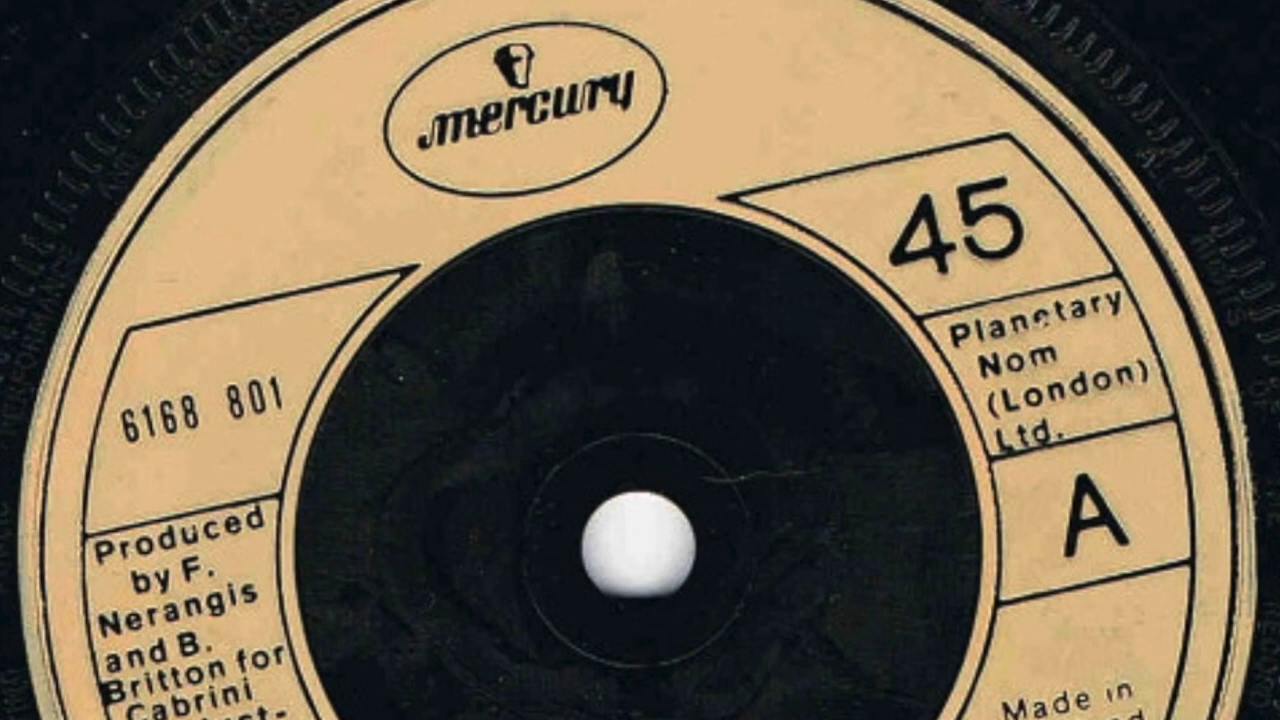 mercury
45
Planetary
Nom
(London)
Ltd.
A
6168 801
Produced
by F.
Nerangis
and B.
Britton for
Cabrini
Made in